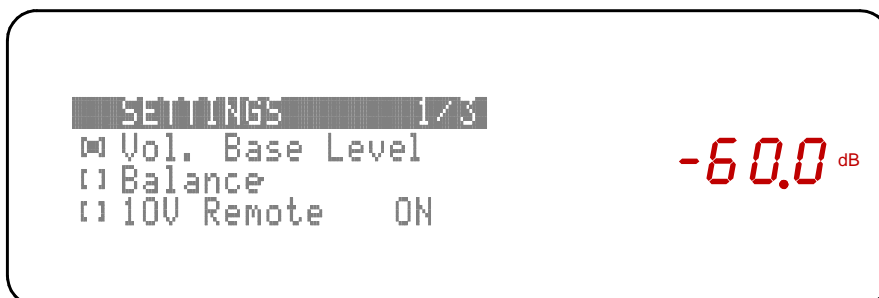 SETTINGS 1/3
Vol. Base Level
[ ] Balance
[ ] 10V Remote ON
-60.0 dB